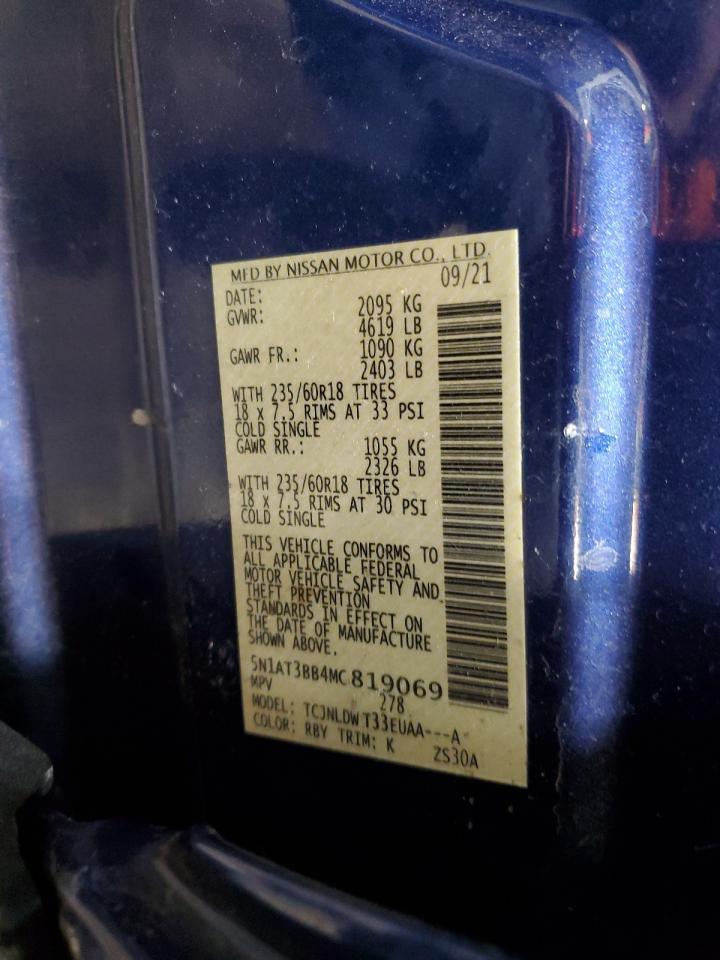 MFD BY NISSAN MOTOR CO., LTD.
DATE: 09/21
GVWR: 2095 KG
4619 LB
GAWR FR.: 1090 KG
2403 LB
WITH 235/60R18 TIRES
18 x 7.5 RIMS AT 33 PSI
COLD SINGLE
GAWR RR.: 1055 KG
2326 LB
WITH 235/60R18 TIRES
18 x 7.5 RIMS AT 30 PSI
COLD SINGLE
THIS VEHICLE CONFORMS TO
ALL APPLICABLE FEDERAL
MOTOR VEHICLE SAFETY AND
THEFT PREVENTION
STANDARDS IN EFFECT ON
THE DATE OF MANUFACTURE
SHOWN ABOVE.
5N1AT3BB4MC819069
MPV 278
MODEL: TCJNLDW T33EUAA---A
COLOR: RBY TRIM: K ZS30A